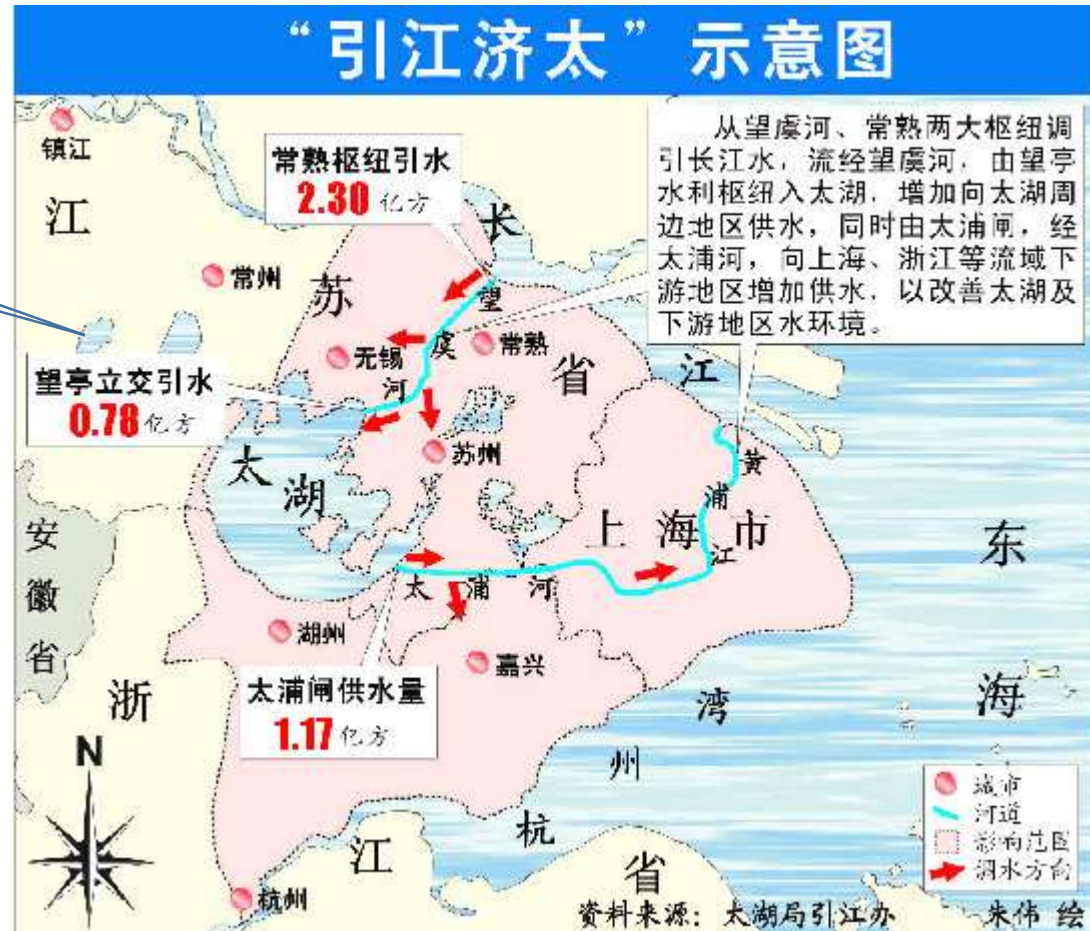 “引江济太”示意图
从望虞河、常熟两大枢纽调
引长江水，流经望虞河，由望亭
水利枢纽入太湖，增加向太湖周
边地区供水，同时由太浦闸，经
太浦河，向上海、浙江等流域下
游地区增加供水，以改善太湖及
下游地区水环境。
镇江
常熟枢纽引水
2.30 亿方
江苏省
长江
常州
望虞河
无锡
常熟
望亭立交引水
0.78 亿方
苏州
太湖
黄浦江
上海市
东海
安徽省
太浦河
湖州
嘉兴
太浦闸供水量
1.17 亿方
浙江省
杭州湾
N
杭州
城市
河道
影响范围
调水方向
资料来源：太湖局引江办 朱伟 绘